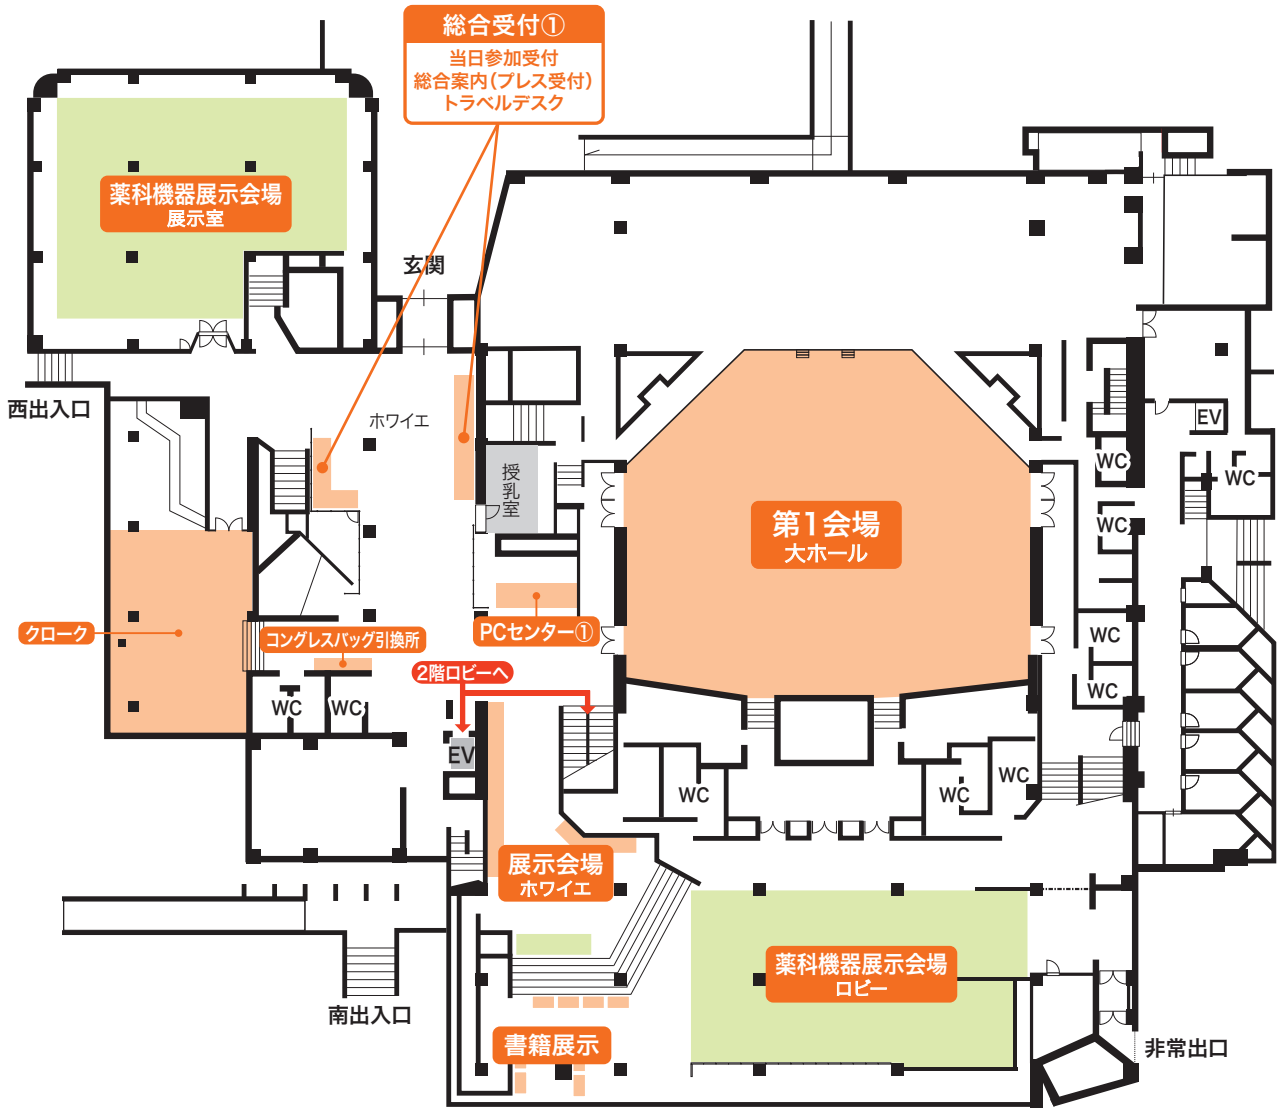 総合受付①
当日参加受付
総合案内(プレス受付)
トラベルデスク
薬科機器展示会場
展示室
玄関
西出入口
ホワイエ
EV
WC
WC
授乳室
WC
第1会場
大ホール
クローク
コングレスバッグ引換所
PCセンター①
WC
2階ロビーへ
WC
WC
WC
EV
WC
WC
WC
展示会場
ホワイエ
薬科機器展示会場
ロビー
南出入口
書籍展示
非常出口